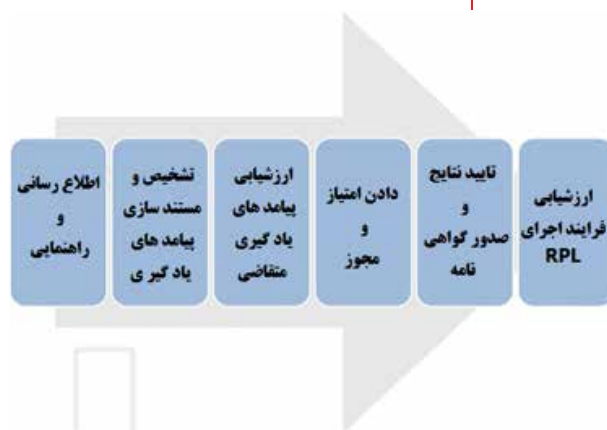 اطلاع رسانی
و
راهنمایی
تشخیص و
مستند سازی
پیامد های
یاد گیر ی
ارزشیابی
پیامد های
یاد گیری
متقاضی
دادن امتیاز
و
مجوز
تایید نتایج
و
صدور گواهی
نامه
ارزشیابی
فرایند اجرای
RPL